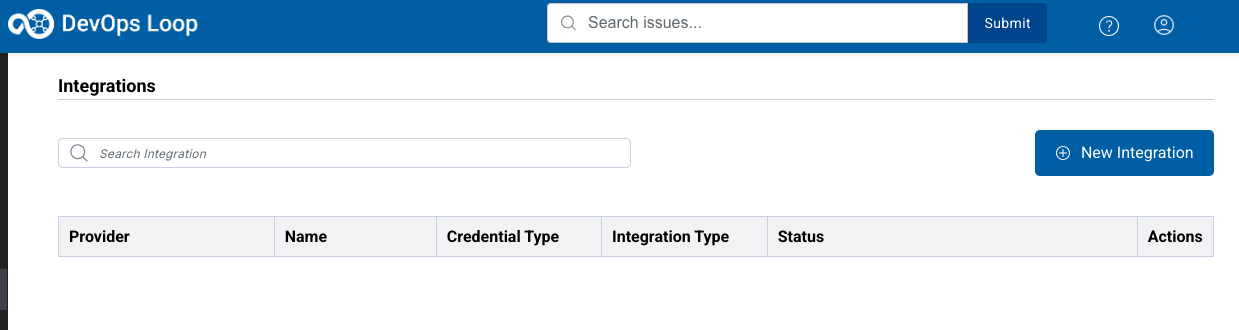 DevOps Loop
Search issues...
Submit
Integrations
Search Integration
New Integration
Provider Name Credential Type Integration Type Status Actions